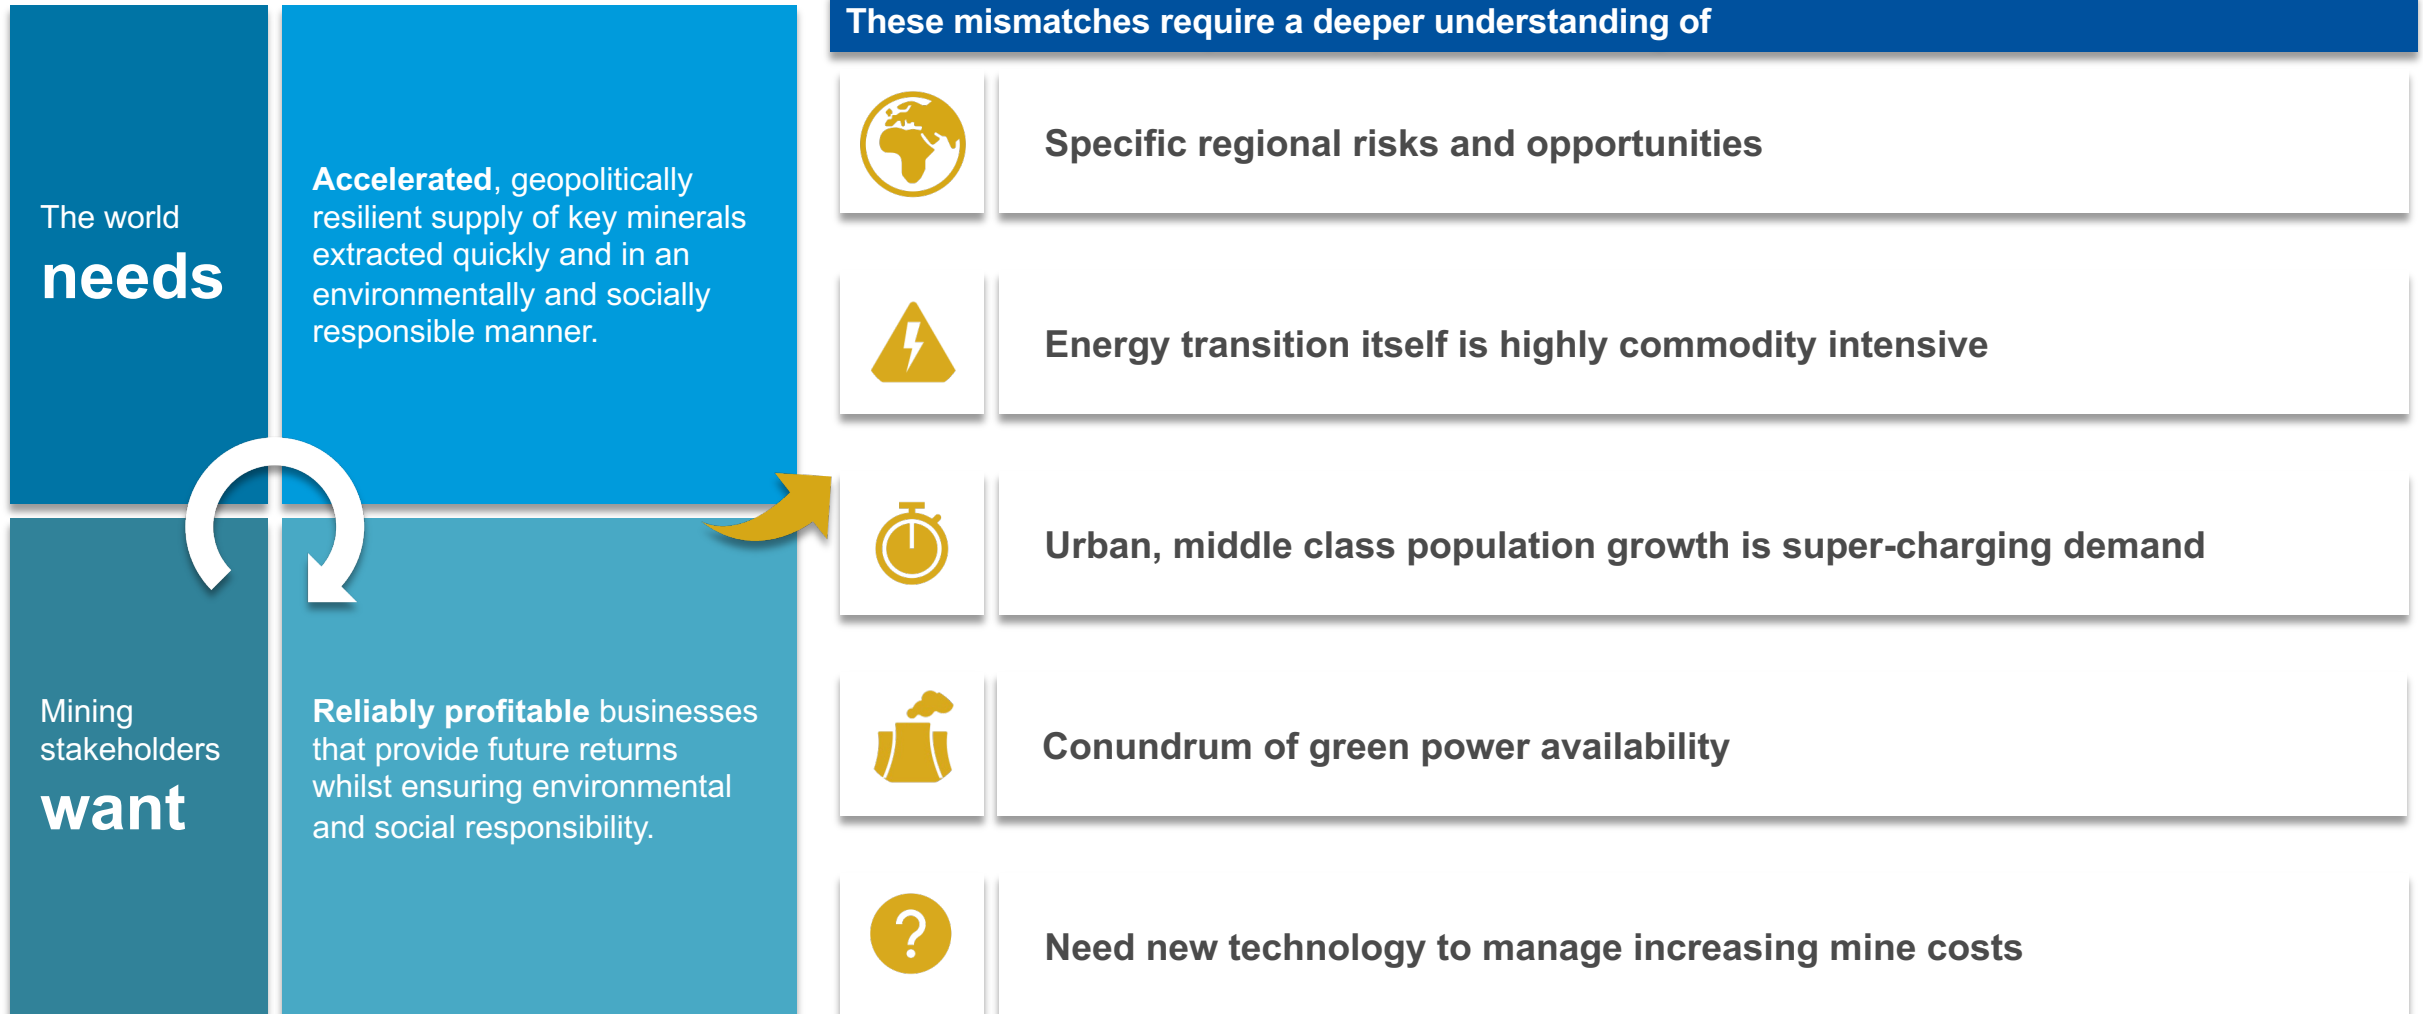 The world
needs
Accelerated, geopolitically
resilient supply of key minerals
extracted quickly and in an
environmentally and socially
responsible manner.
Mining
stakeholders
want
Reliably profitable businesses
that provide future returns
whilst ensuring environmental
and social responsibility.
These mismatches require a deeper understanding of
Specific regional risks and opportunities
Energy transition itself is highly commodity intensive
Urban, middle class population growth is super-charging demand
Conundrum of green power availability
?
Need new technology to manage increasing mine costs